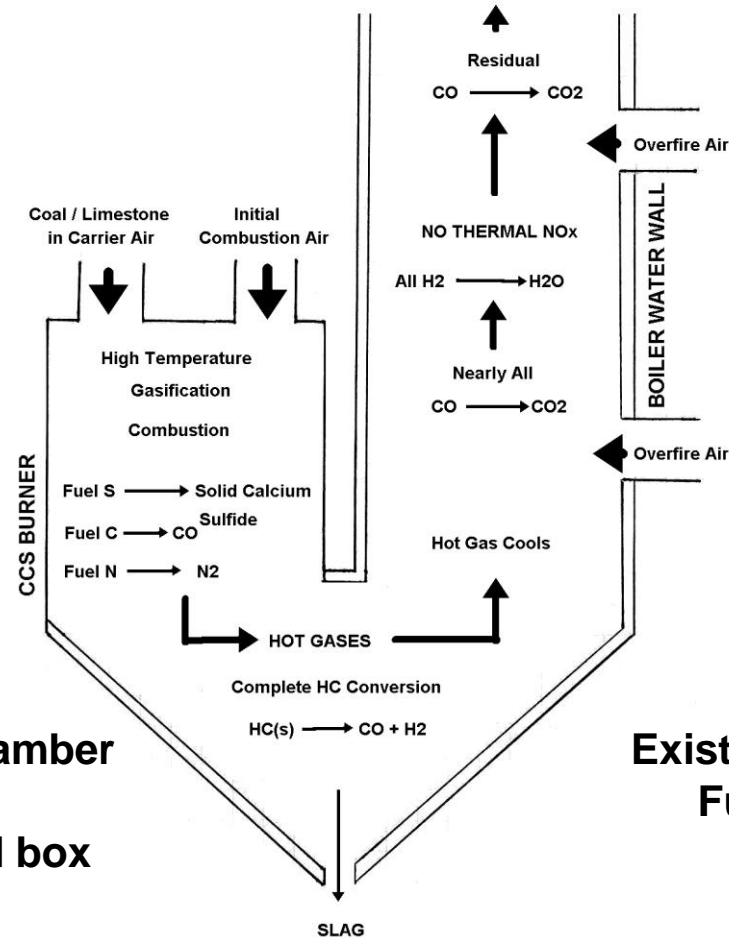 Residual
CO → CO2
Overfire Air
Coal / Limestone
in Carrier Air
Initial
Combustion Air
NO THERMAL NOx
All H2 → H2O
BOILER WATER WALL
High Temperature
Gasification
Combustion
Nearly All
CO → CO2
Overfire Air
CCS BURNER
Fuel S → Solid Calcium
Sulfide
Fuel C → CO
Fuel N → N2
Hot Gas Cools
HOT GASES
Complete HC Conversion
HC(s) → CO + H2
box
SLAG